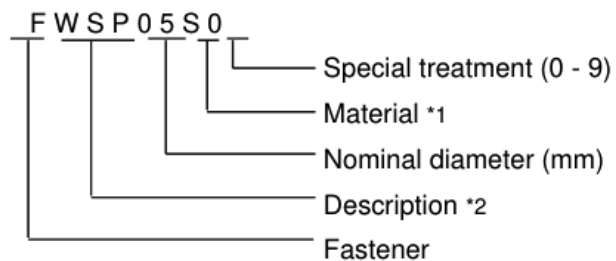 F W S P 0 5 S 0
Special treatment (0 - 9)
Material *1
Nominal diameter (mm)
Description *2
Fastener